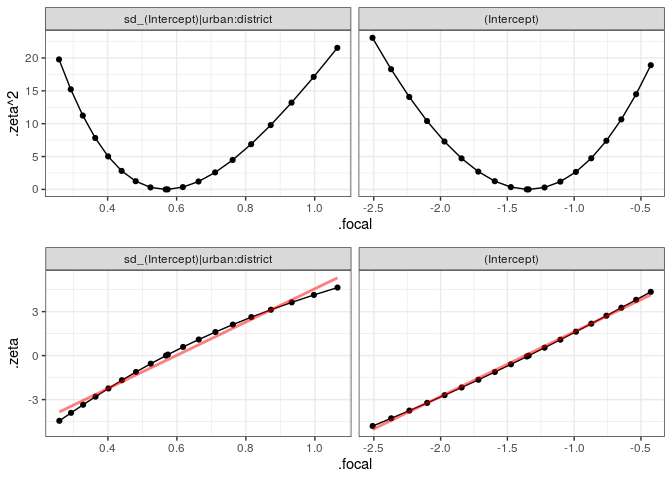 sd_(Intercept)|urban:district
(Intercept)
.zeta^2
20
15
10
5
0
0.4 0.6 0.8 1.0
-2.5 -2.0 -1.5 -1.0 -0.5
.focal
sd_(Intercept)|urban:district
(Intercept)
.zeta
3
0
-3
0.4 0.6 0.8 1.0
-2.5 -2.0 -1.5 -1.0 -0.5
.focal